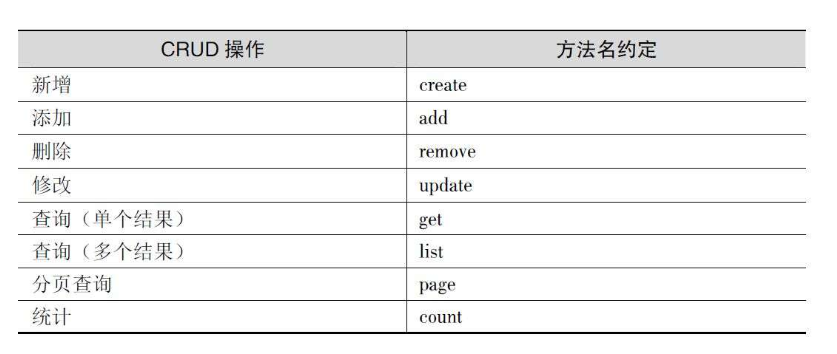 CRUD 操作 方法名约定
新增 create
添加 add
删除 remove
修改 update
查询（单个结果） get
查询（多个结果） list
分页查询 page
统计 count